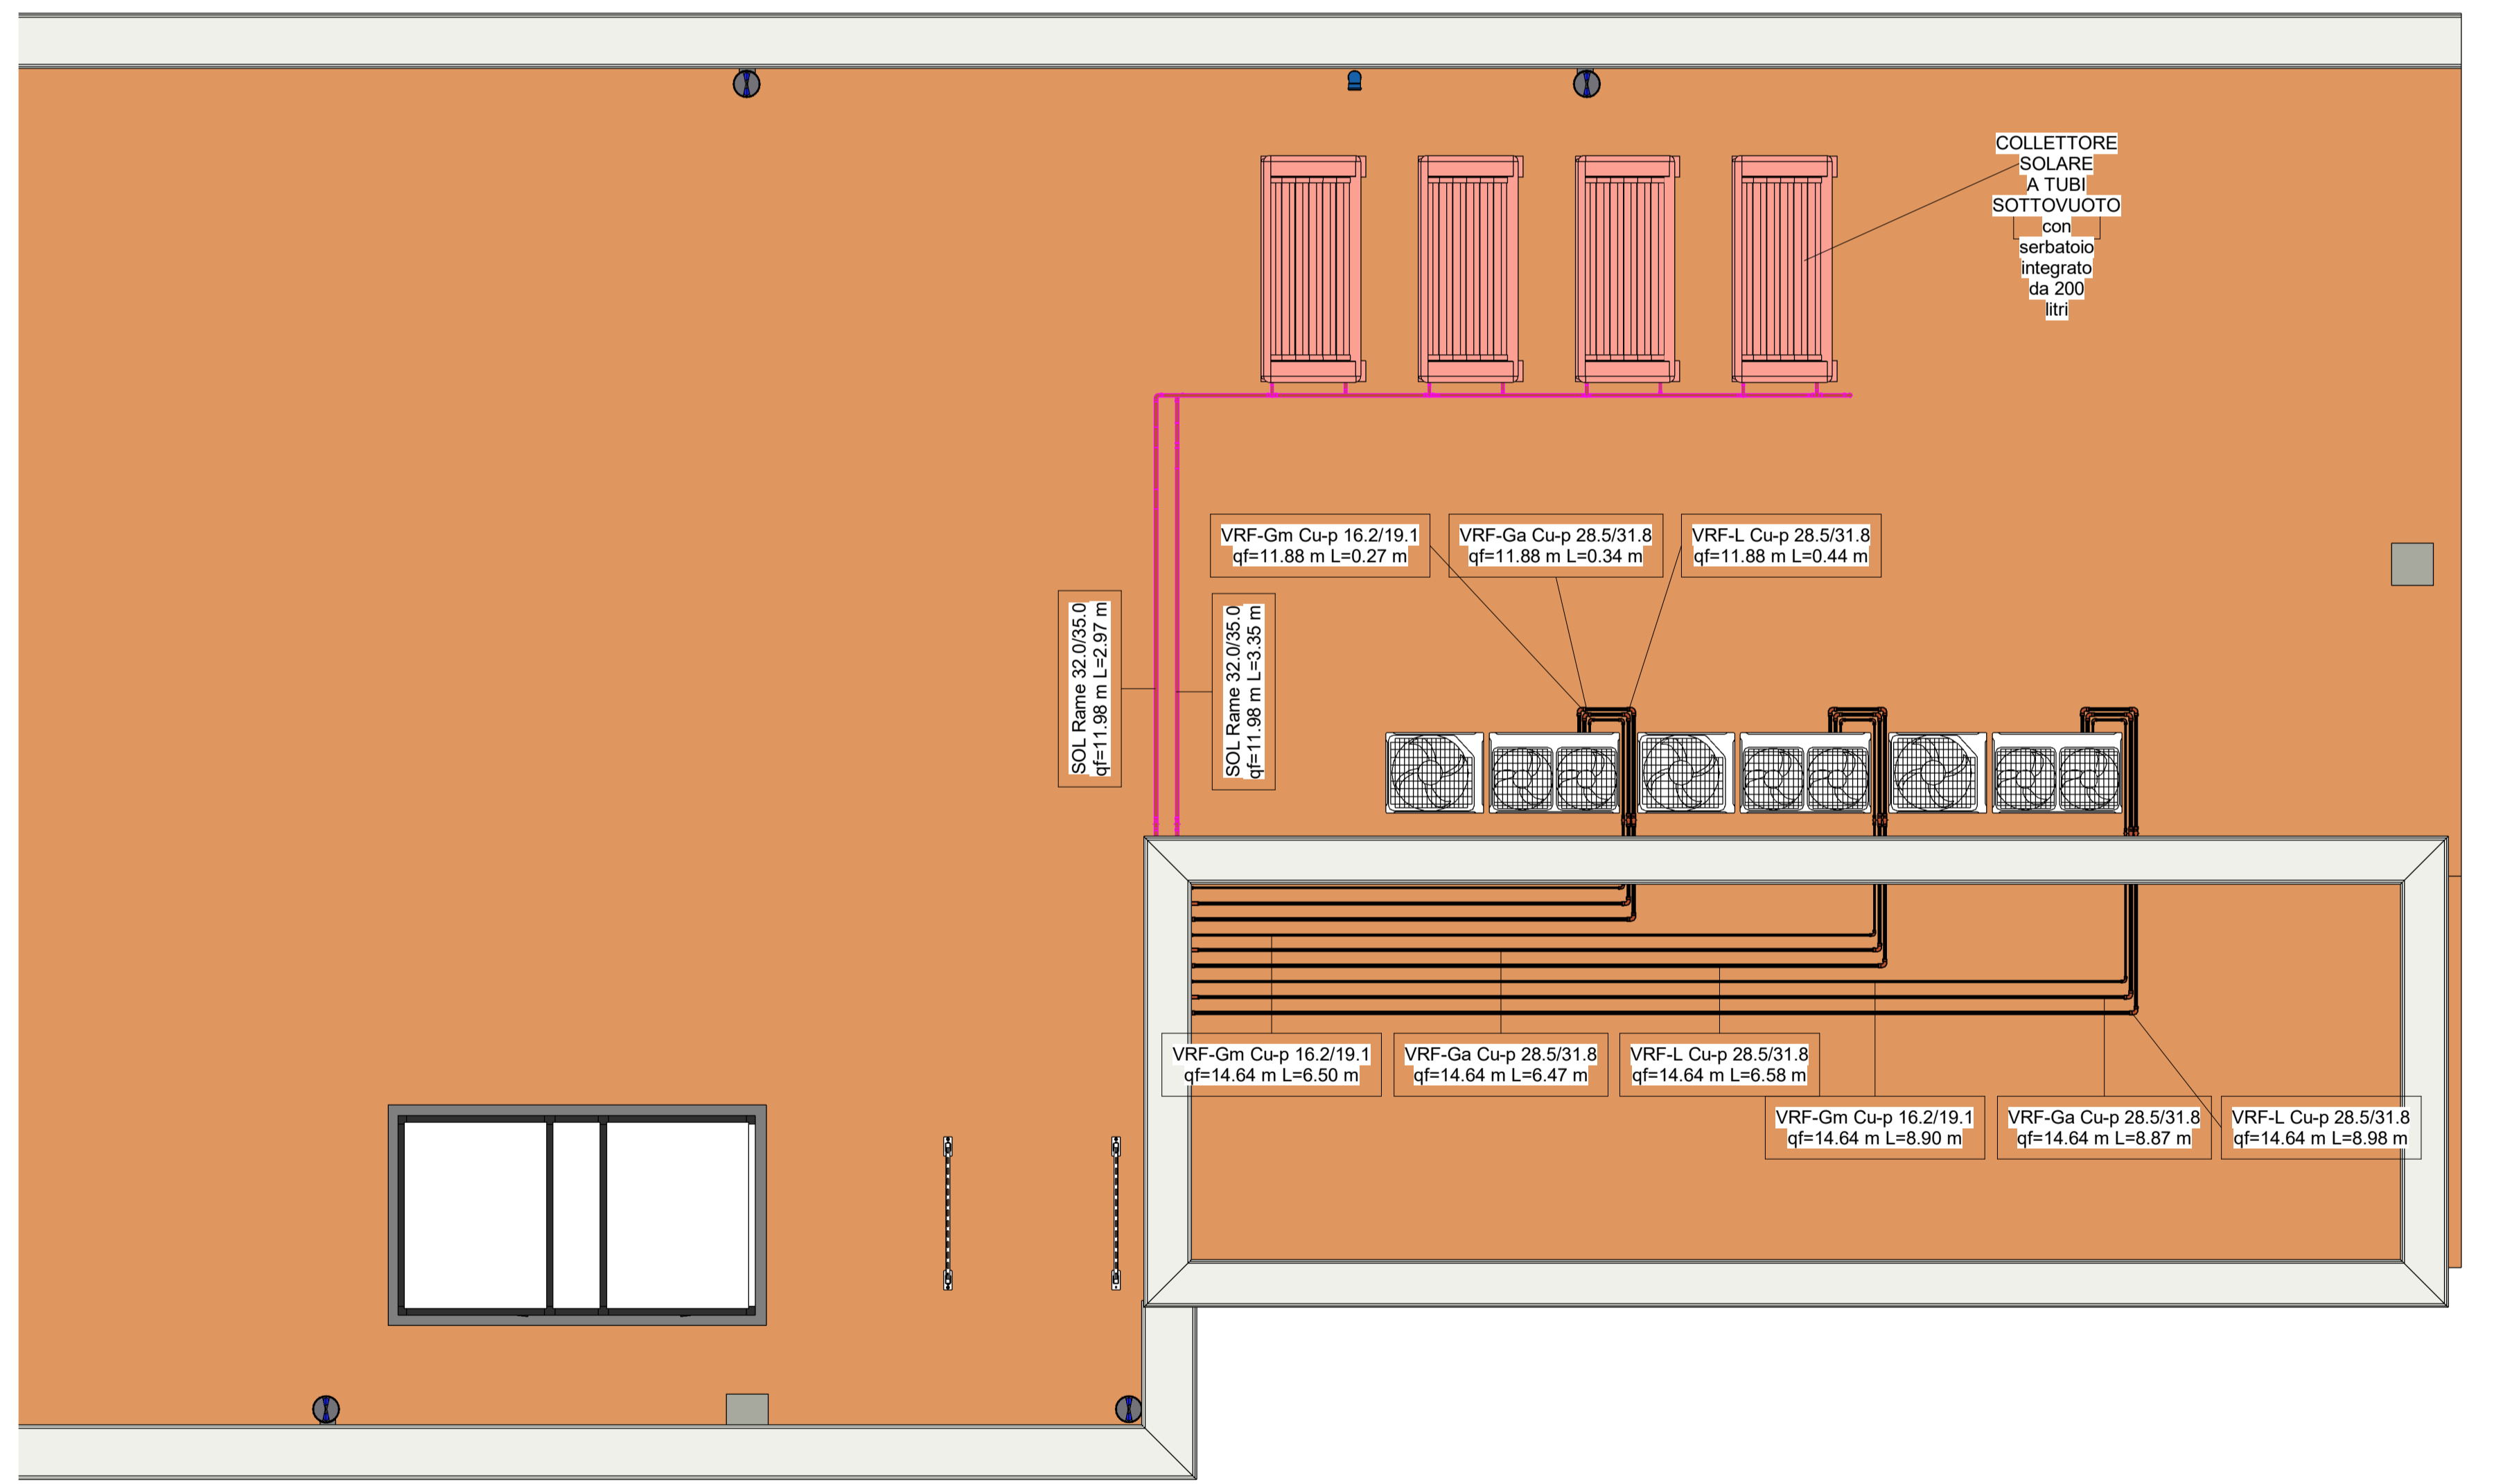 COLLETTORE
SOLARE
A TUBI
SOTTOVUOTO
con
serbatoio
integrato
da 200
litri
VRF-Gm Cu-p 16.2/19.1
qf=11.88 m L=0.27 m
VRF-Ga Cu-p 28.5/31.8
qf=11.88 m L=0.34 m
VRF-L Cu-p 28.5/31.8
qf=11.88 m L=0.44 m
SOL Rame 32.0/35.0
qf=11.98 m L=2.97 m
SOL Rame 32.0/35.0
qf=11.98 m L=3.35 m
VRF-Gm Cu-p 16.2/19.1
qf=14.64 m L=6.50 m
VRF-Ga Cu-p 28.5/31.8
qf=14.64 m L=6.47 m
VRF-L Cu-p 28.5/31.8
qf=14.64 m L=6.58 m
VRF-Gm Cu-p 16.2/19.1
qf=14.64 m L=8.90 m
VRF-Ga Cu-p 28.5/31.8
qf=14.64 m L=8.87 m
VRF-L Cu-p 28.5/31.8
qf=14.64 m L=8.98 m